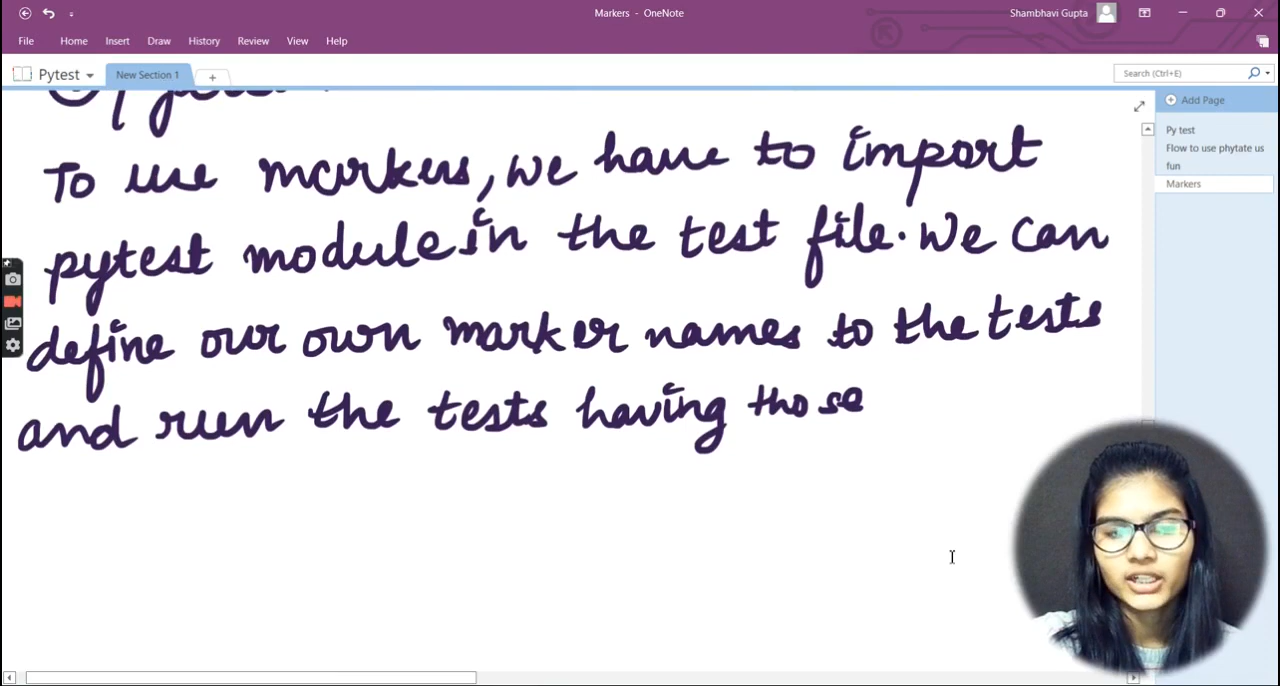 Markers - OneNote
Shambhavi Gupta
File Home Insert Draw History Review View Help
Pytest New Section 1 +
Search (Ctrl+E)
Add Page
Py test
Flow to use phytate us
fun
Markers
To use markers, we have to import
pytest module in the test file. We can
define our own marker names to the tests
and run the tests having those